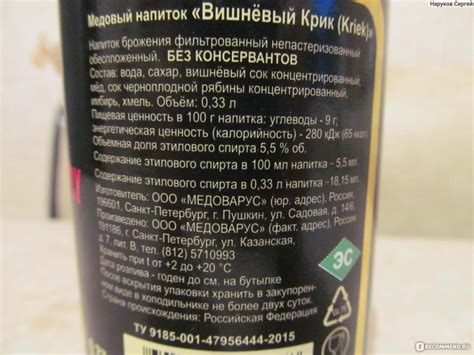 Наруков Сергей
Медовый напиток «Вишнёвый Крик (Kriek)»
Напиток брожения фильтрованный непастеризованный
обеспложенный. БЕЗ КОНСЕРВАНТОВ
Состав: вода, сахар, вишнёвый сок концентрированный,
мёд, сок черноплодной рябины концентрированный,
имбирь, хмель. Объём: 0,33 л
Пищевая ценность в 100 г напитка: углеводы - 9 г;
энергетическая ценность (калорийность) - 280 кДж (65 ккал)
Объемная доля этилового спирта 5,5 % об.
Содержание этилового спирта в 100 мл напитка - 5,5 мл.
Содержание этилового спирта в 0,33 л напитка -18,15 мл.
Изготовитель: ООО «МЕДОВАРУС» (юр. адрес), Россия,
196601, г. Санкт-Петербург, г. Пушкин, ул. Садовая, д. 14/6.
Произведено: ООО «МЕДОВАРУС» (факт. адрес), Россия,
191186, г. Санкт-Петербург, ул. Казанская,
д. 7, лит. В, тел. (812) 5710993
Хранить при t от +2 до +20 °C
Дата розлива - годен до см. на бутылке
После вскрытия упаковки хранить в закупорен-
ном виде в холодильнике не более двух суток.
Страна происхождения: Российская Федерация
ЭС
ТУ 9185-001-47956444-2015
RECOMMEND.RU